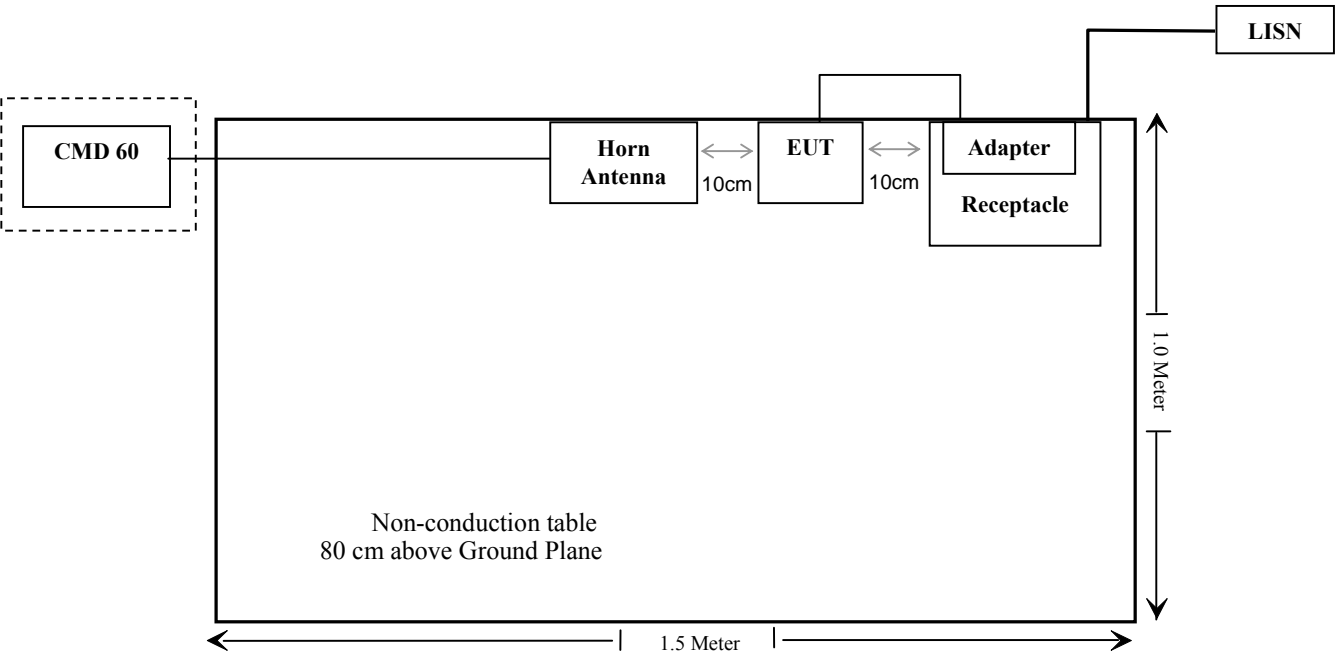 LISN
CMD 60
Horn
Antenna
10cm
EUT
10cm
Adapter
Receptacle
1.0 Meter
Non-conduction table
80 cm above Ground Plane
1.5 Meter